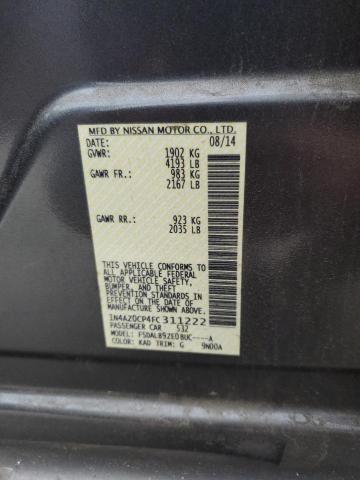 MFD BY NISSAN MOTOR CO., LTD.
DATE: 08/14
GVWR: 1902 KG
4193 LB
GAWR FR: 983 KG
2167 LB
GAWR RR: 923 KG
2035 LB
THIS VEHICLE CONFORMS TO
ALL APPLICABLE FEDERAL
MOTOR VEHICLE SAFETY,
BUMPER, AND THEFT
PREVENTION STANDARDS
IN EFFECT ON THE DATE OF
MANUFACTURE SHOWN ABOVE.
1N4AZ0CP4FC311222
PASSENGER CAR 532
MODEL: FSDALB9ZE0BUC----A
COLOR: KAD TRIM: G 9N00A